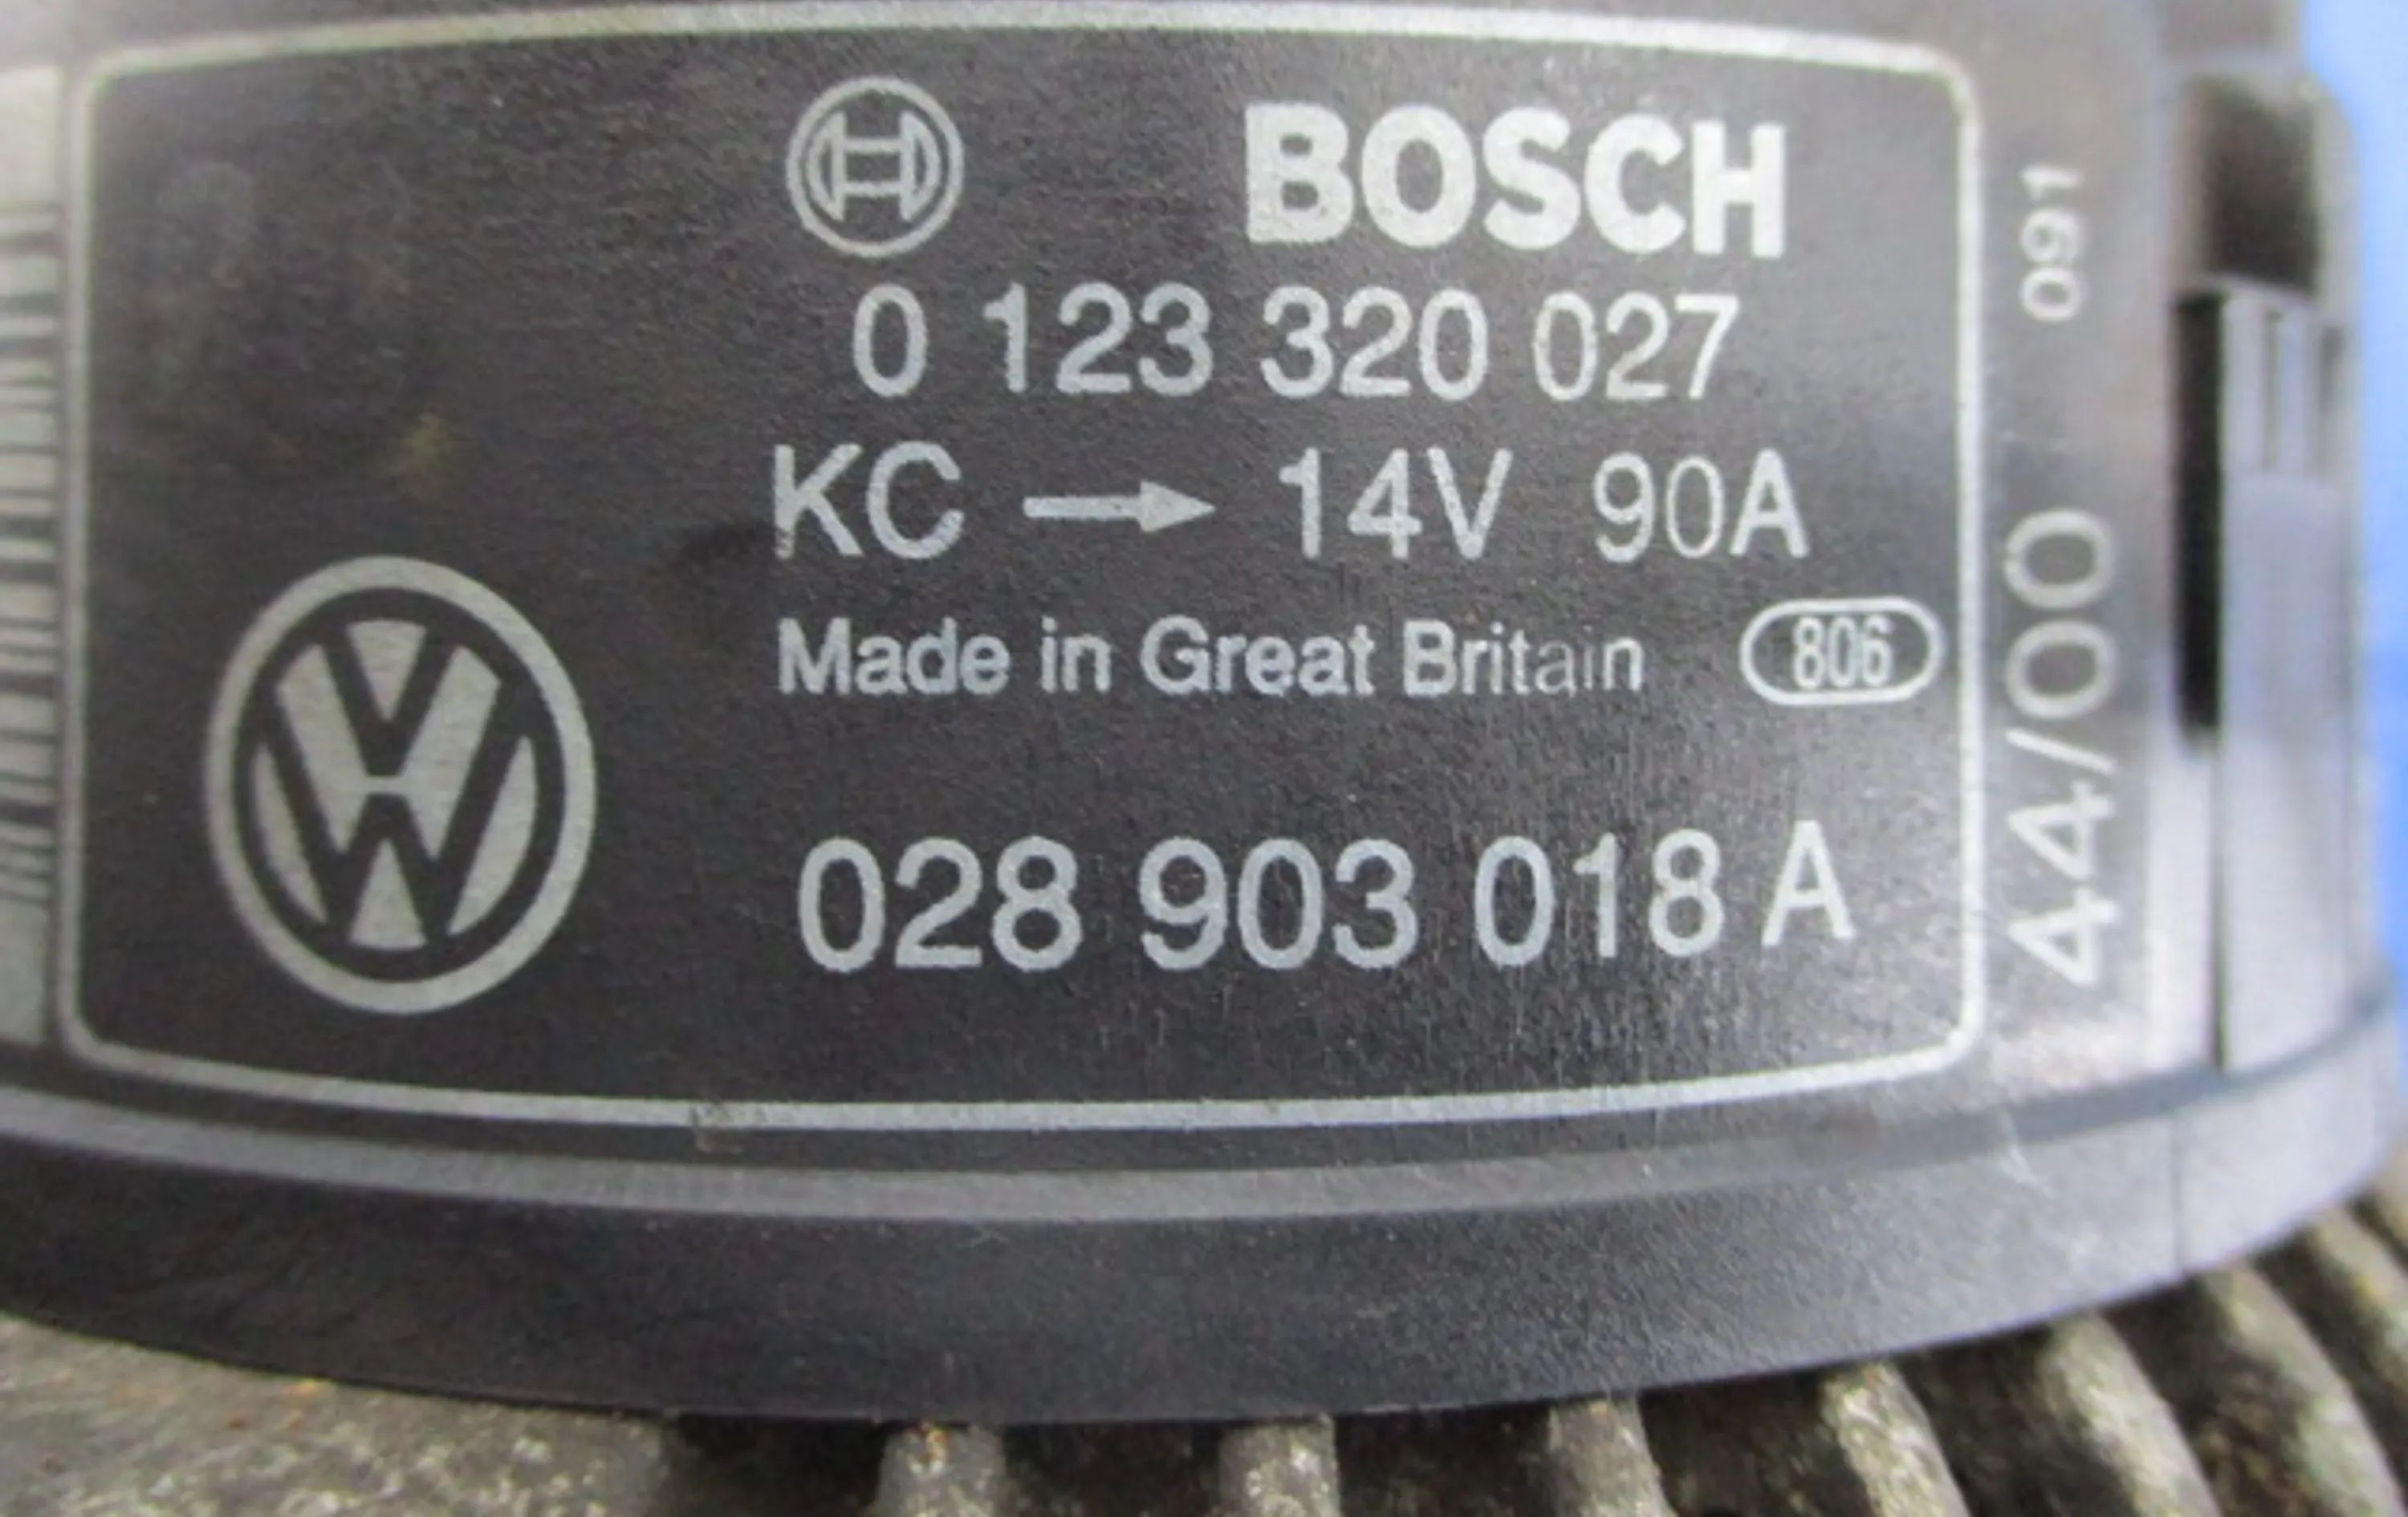 BOSCH
0 123 320 027
KC → 14V 90A
Made in Great Britain 806
028 903 018 A
44/00 091